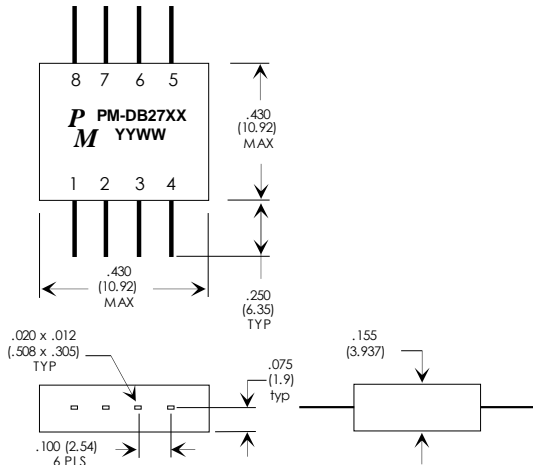 8 7 6 5
P M PM-DB27XX
YYWW
1 2 3 4
.430
(10.92)
MAX
.430
(10.92)
MAX
.250
(6.35)
TYP
.020 x .012
(.508 x .305)
TYP
.075
(1.9)
typ
.155
(3.937)
.100 (2.54)
6 PLS